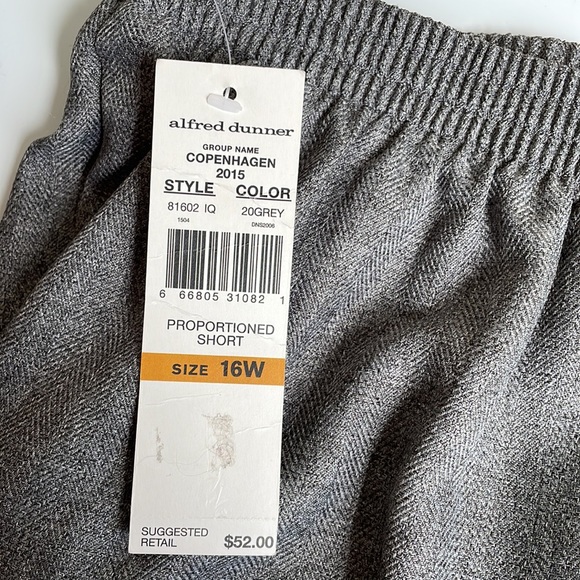 alfred dunner
GROUP NAME
COPENHAGEN
2015
STYLE COLOR
81602 IQ 20GREY
1504 DNS2008
6 66805 31082 1
PROPORTIONED
SHORT
SIZE 16W
SUGGESTED
RETAIL $52.00